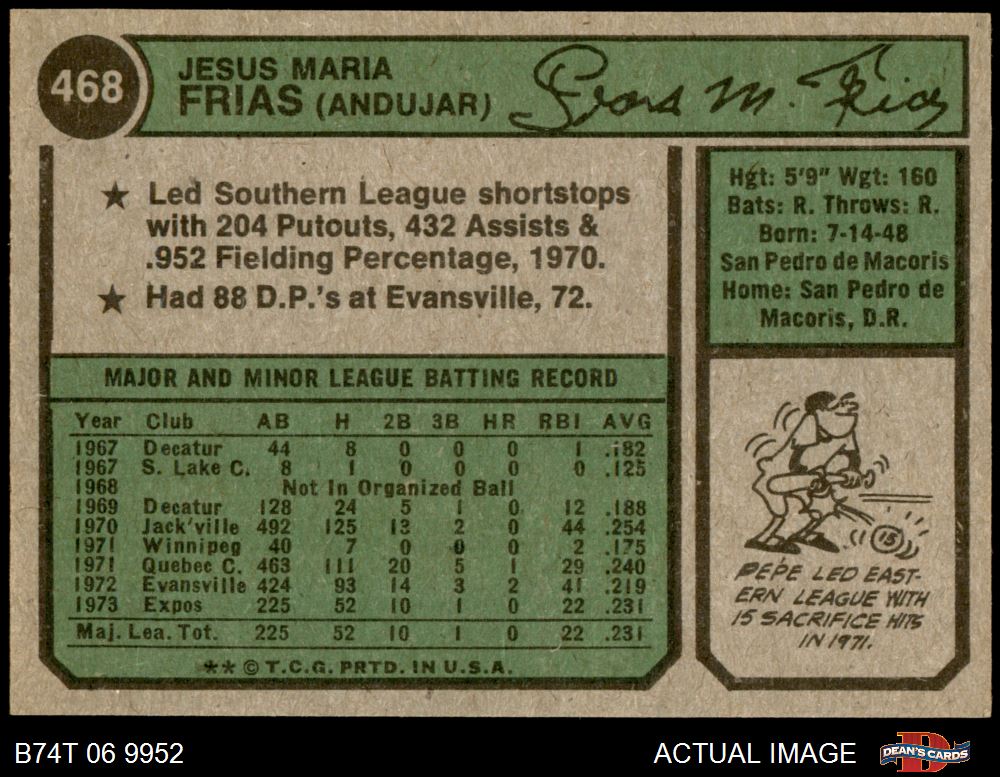 468
JESUS MARIA
FRIAS (ANDUJAR)
★ Led Southern League shortstops
with 204 Putouts, 432 Assists &
.952 Fielding Percentage, 1970.
★ Had 88 D.P.'s at Evansville, 72.
Hgt: 5'9" Wgt: 160
Bats: R. Throws: R.
Born: 7-14-48
San Pedro de Macoris
Home: San Pedro de
Macoris, D.R.
MAJOR AND MINOR LEAGUE BATTING RECORD
Year Club AB H 2B 3B HR RBI AVG
1967 Decatur 44 8 0 0 0 1 .182
1967 S. Lake C. 8 1 0 0 0 0 .125
1968 Not In Organized Ball
1969 Decatur 128 24 5 1 0 12 .188
1970 Jack'ville 492 125 13 2 0 44 .254
1971 Winnipeg 40 7 0 0 0 2 .175
1971 Quebec C. 463 111 20 5 1 29 .240
1972 Evansville 424 93 14 3 2 41 .219
1973 Expos 225 52 10 1 0 22 .231
Maj. Lea. Tot. 225 52 10 1 0 22 .231
** © T.C.G. PRTD. IN U.S.A.
15
PEPE LED EAST-
ERN LEAGUE WITH
15 SACRIFICE HITS
IN 1971.
B74T 06 9952
ACTUAL IMAGE
DEAN'S CARDS